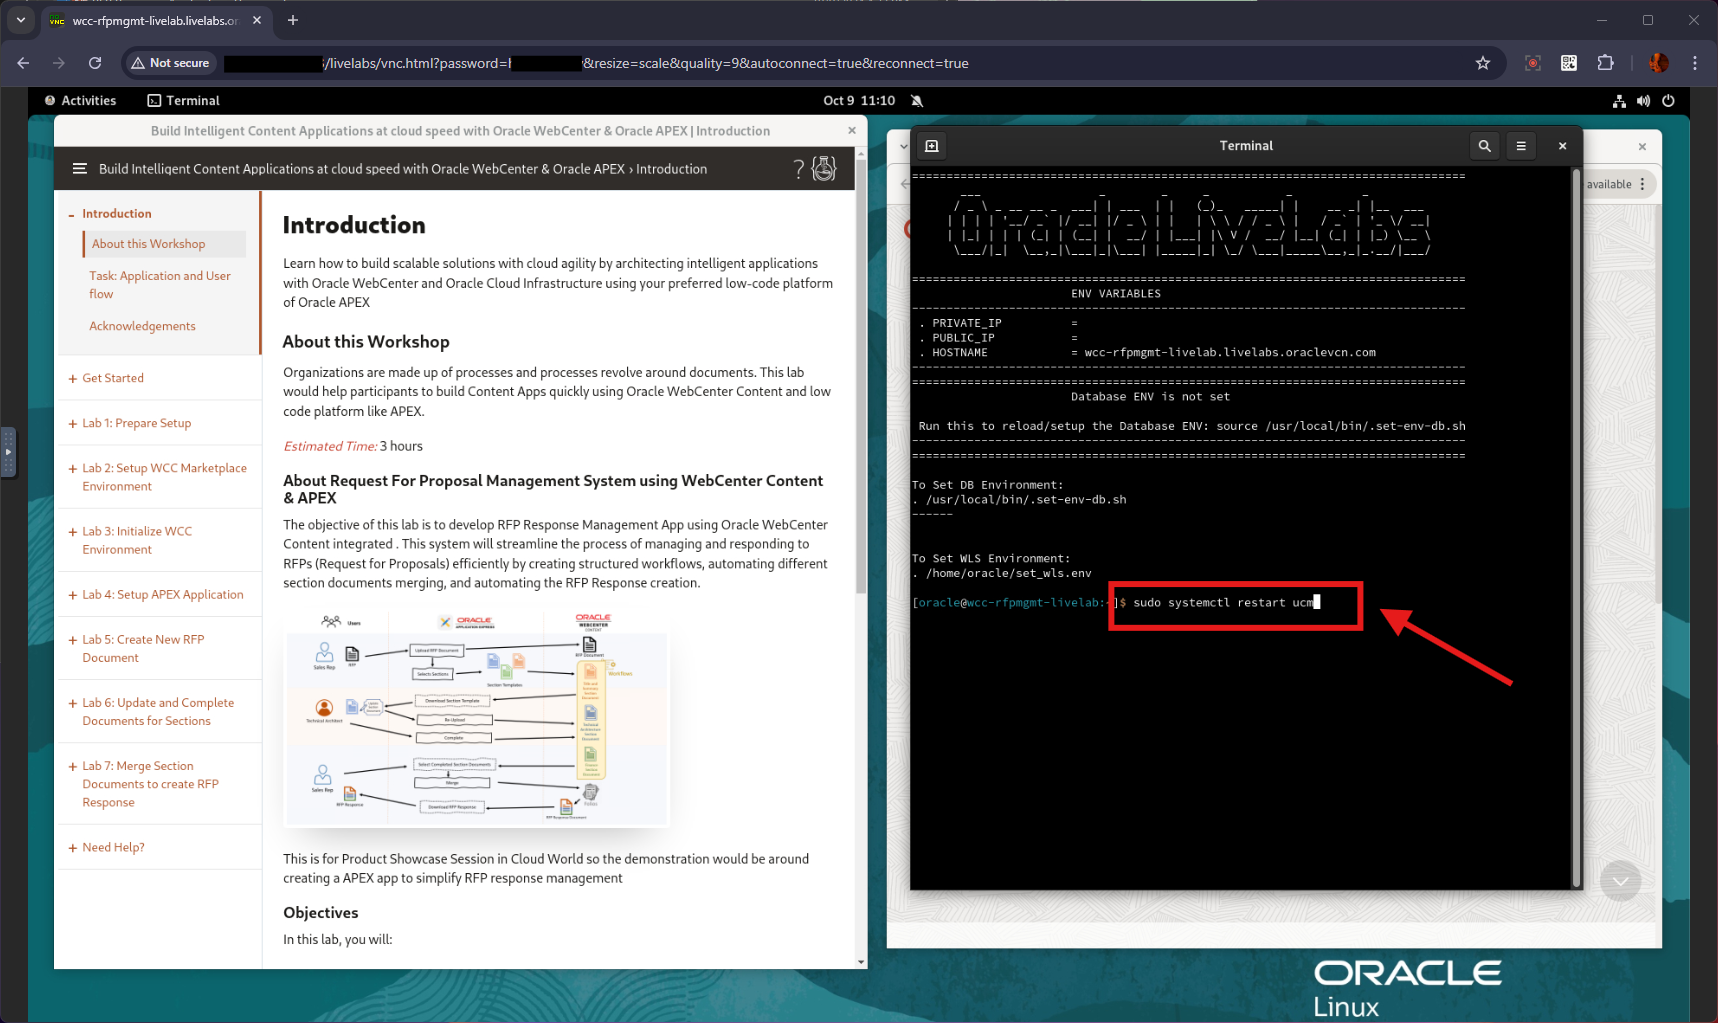 wcc-rfpmgmt-livelab.livelabs.or
Not secure
/livelabs/vnc.html?password=
&resize=scale&quality=9&autoconnect=true&reconnect=true
Activities
Terminal
Oct 9 11:10
Build Intelligent Content Applications at cloud speed with Oracle WebCenter & Oracle APEX | Introduction
Build Intelligent Content Applications at cloud speed with Oracle WebCenter & Oracle APEX › Introduction
- Introduction
About this Workshop
Task: Application and User
flow
Acknowledgements
+ Get Started
+ Lab 1: Prepare Setup
+ Lab 2: Setup WCC Marketplace
Environment
+ Lab 3: Initialize WCC
Environment
+ Lab 4: Setup APEX Application
+ Lab 5: Create New RFP
Document
+ Lab 6: Update and Complete
Documents for Sections
+ Lab 7: Merge Section
Documents to create RFP
Response
+ Need Help?
Introduction
Learn how to build scalable solutions with cloud agility by architecting intelligent applications
with Oracle WebCenter and Oracle Cloud Infrastructure using your preferred low-code platform
of Oracle APEX
About this Workshop
Organizations are made up of processes and processes revolve around documents. This lab
would help participants to build Content Apps quickly using Oracle WebCenter Content and low
code platform like APEX.
Estimated Time: 3 hours
About Request For Proposal Management System using WebCenter Content
& APEX
The objective of this lab is to develop RFP Response Management App using Oracle WebCenter
Content integrated . This system will streamline the process of managing and responding to
RFPs (Request for Proposals) efficiently by creating structured workflows, automating different
section documents merging, and automating the RFP Response creation.
Users
ORACLE
ORACLE
WEBCENTER
CONTENT
Sales Rep
RFP
Upload RFP Document
RFP Document
Selects Sections
Section Templates
Workflows
Technical Architect
Download Section Template
Re-Upload
Complete
Sales Rep
Select Completed Section Documents
Merge
RFP Response
Download RFP Response
RFP Response Document
This is for Product Showcase Session in Cloud World so the demonstration would be around
creating a APEX app to simplify RFP response management
Objectives
In this lab, you will:
Terminal
available
Oracle LiveLabs
ENV VARIABLES
. PRIVATE_IP =
. PUBLIC_IP =
. HOSTNAME = wcc-rfpmgmt-livelab.livelabs.oraclevcn.com
Database ENV is not set
Run this to reload/setup the Database ENV: source /usr/local/bin/.set-env-db.sh
To Set DB Environment:
. /usr/local/bin/.set-env-db.sh
------
To Set WLS Environment:
. /home/oracle/set_wls.env
[oracle@wcc-rfpmgmt-livelab:~]$ sudo systemctl restart ucm
ORACLE
Linux